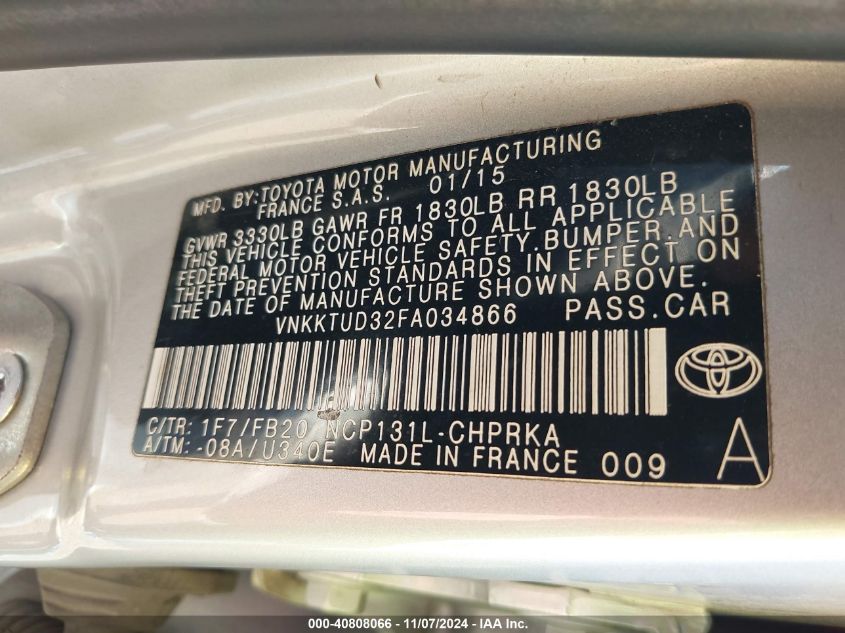 MFD. BY:TOYOTA MOTOR MANUFACTURING
FRANCE S.A.S. 01/15
GVWR 3330LB GAWR FR 1830LB RR 1830LB
THIS VEHICLE CONFORMS TO ALL APPLICABLE
FEDERAL MOTOR VEHICLE SAFETY,BUMPER,AND
THEFT PREVENTION STANDARDS IN EFFECT ON
THE DATE OF MANUFACTURE SHOWN ABOVE.
VNKKTUD32FA034866 PASS.CAR
C/TR: 1F7/FB20 NCP131L-CHPRKA
A/TM: -08A/U340E MADE IN FRANCE 009 A
000-40808066 - 11/07/2024 - IAA Inc.